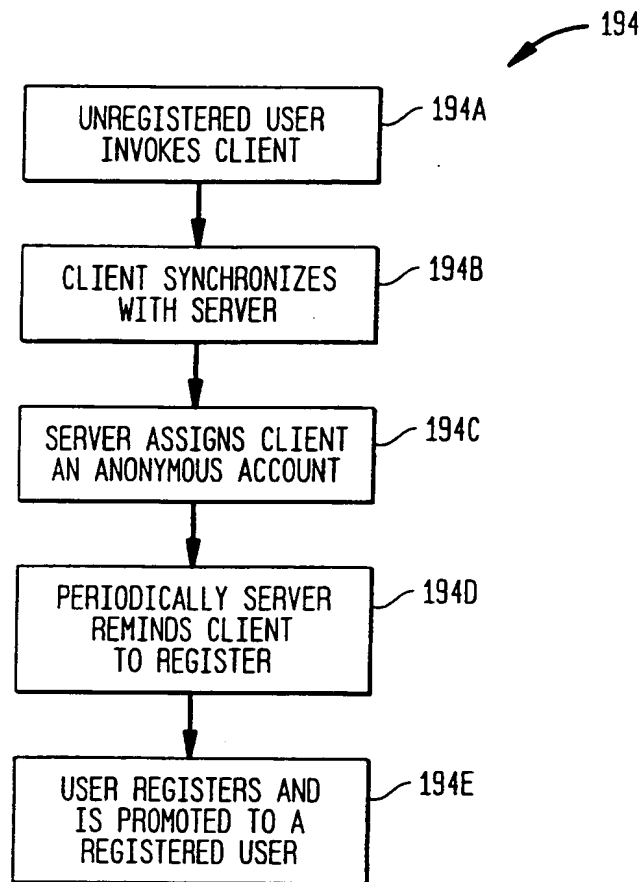 194
UNREGISTERED USER
INVOKES CLIENT
194A
CLIENT SYNCHRONIZES
WITH SERVER
194B
SERVER ASSIGNS CLIENT
AN ANONYMOUS ACCOUNT
194C
PERIODICALLY SERVER
REMINDS CLIENT
TO REGISTER
194D
USER REGISTERS AND
IS PROMOTED TO A
REGISTERED USER
194E